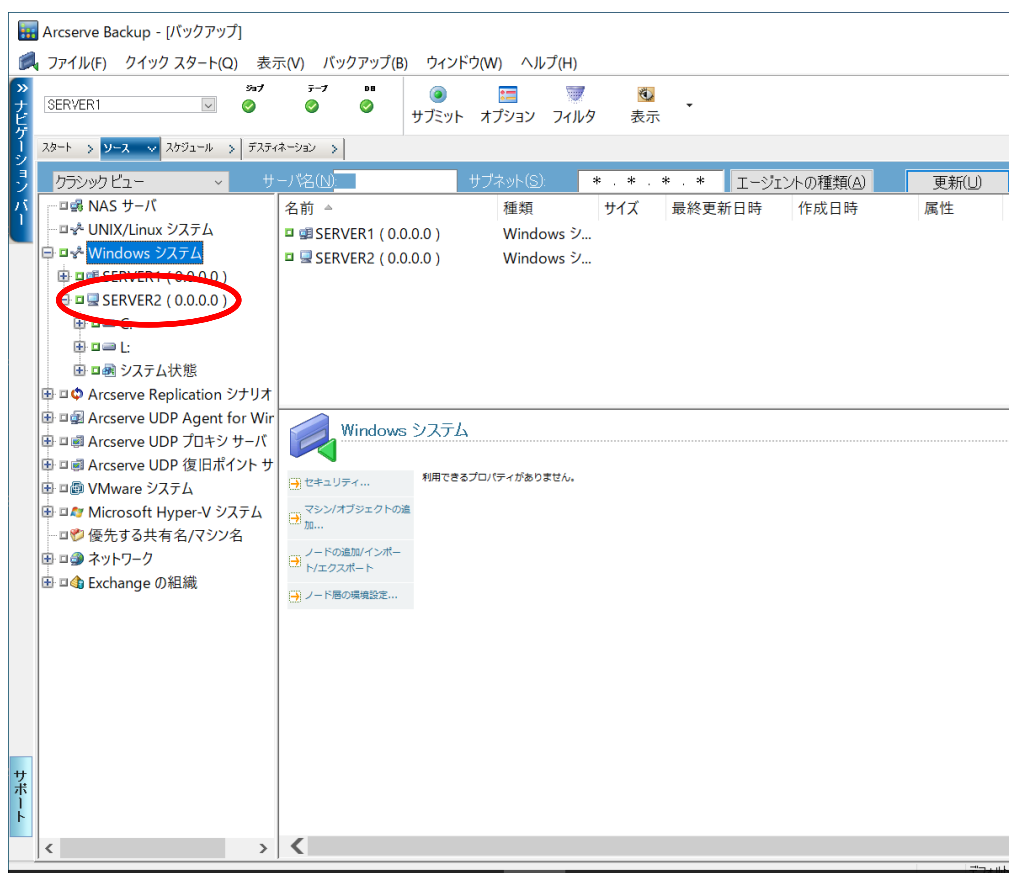 Arcserve Backup - [バックアップ]
ファイル(F) クイック スタート(Q) 表示(V) バックアップ(B) ウィンドウ(W) ヘルプ(H)
ジョブ テープ DB
SERVER1
サブミット オプション フィルタ 表示
スタート ソース スケジュール デスティネーション
クラシック ビュー サーバ名(N): サブネット(S): * . * . * . * エージェントの種類(A) 更新(U)
» ナビゲーション バー
NAS サーバ
UNIX/Linux システム
Windows システム
SERVER1 ( 0.0.0.0 )
SERVER2 ( 0.0.0.0 )
C:
L:
システム状態
Arcserve Replication シナリオ
Arcserve UDP Agent for Wir
Arcserve UDP プロキシ サーバ
Arcserve UDP 復旧ポイント サ
VMware システム
Microsoft Hyper-V システム
優先する共有名/マシン名
ネットワーク
Exchange の組織
名前 種類 サイズ 最終更新日時 作成日時 属性
SERVER1 ( 0.0.0.0 ) Windows シ...
SERVER2 ( 0.0.0.0 ) Windows シ...
Windows システム
セキュリティ...
マシン/オブジェクトの追
加...
ノードの追加/インポー
ト/エクスポート
ノード層の環境設定...
利用できるプロパティがありません。
サポート